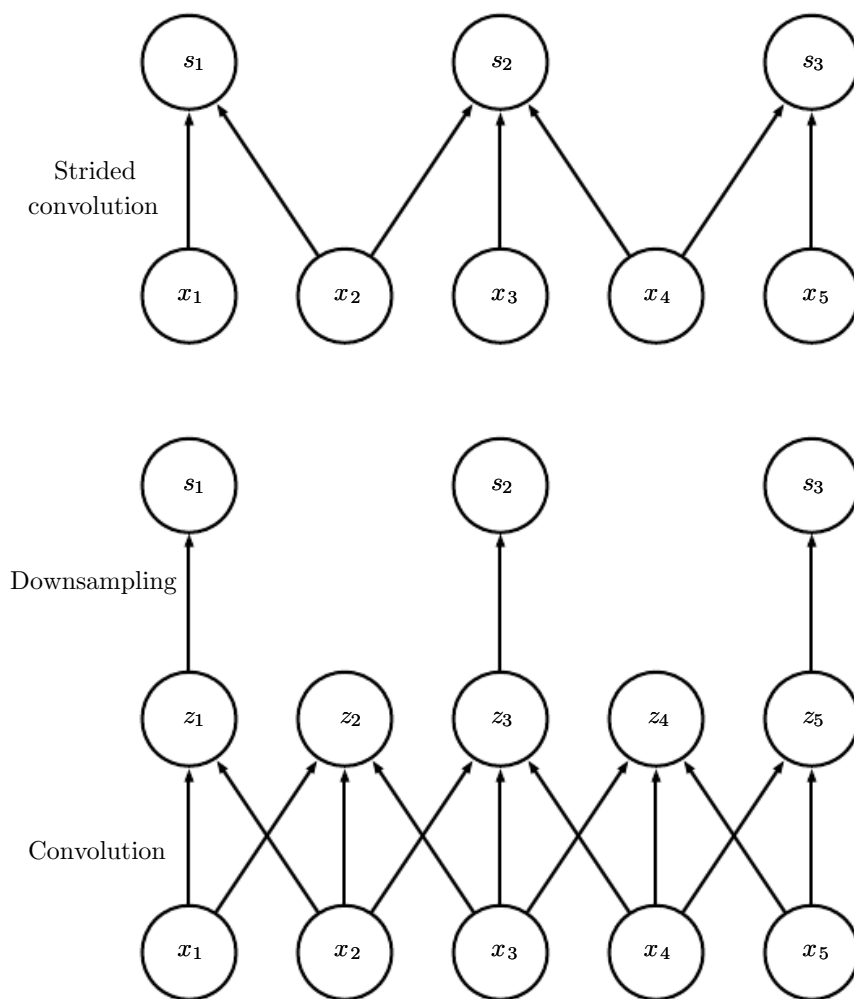 s₁ s₂ s₃
Strided
convolution
x₁ x₂ x₃ x₄ x₅
s₁ s₂ s₃
Downsampling
z₁ z₂ z₃ z₄ z₅
Convolution
x₁ x₂ x₃ x₄ x₅